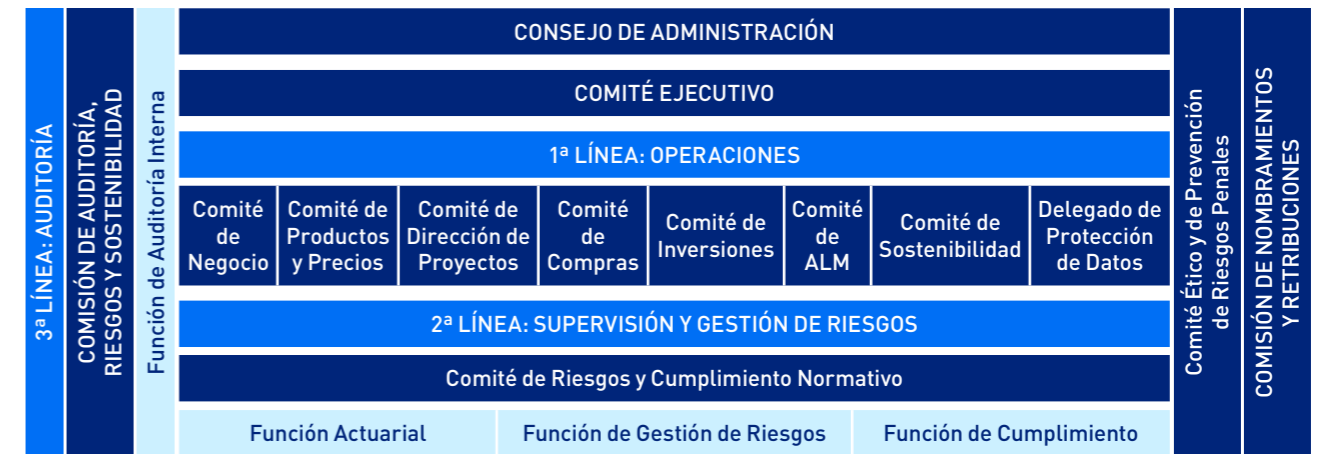 3ª LÍNEA: AUDITORÍA
COMISIÓN DE AUDITORÍA,
RIESGOS Y SOSTENIBILIDAD
Función de Auditoría Interna
CONSEJO DE ADMINISTRACIÓN
COMITÉ EJECUTIVO
1ª LÍNEA: OPERACIONES
Comité
de
Negocio
Comité de
Productos
y Precios
Comité de
Dirección de
Proyectos
Comité
de
Compras
Comité de
Inversiones
Comité
de
ALM
Comité de
Sostenibilidad
Delegado de
Protección
de Datos
2ª LÍNEA: SUPERVISIÓN Y GESTIÓN DE RIESGOS
Comité de Riesgos y Cumplimiento Normativo
Función Actuarial
Función de Gestión de Riesgos
Función de Cumplimiento
Comité Ético y de Prevención
de Riesgos Penales
COMISIÓN DE NOMBRAMIENTOS
Y RETRIBUCIONES